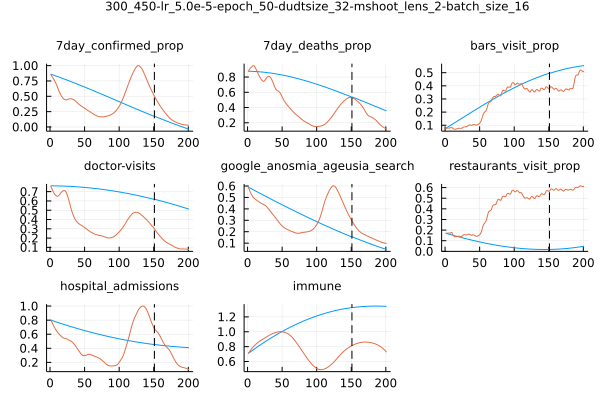 300_450-lr_5.0e-5-epoch_50-dudtsize_32-mshoot_lens_2-batch_size_16
7day_confirmed_prop
1.00
0.75
0.50
0.25
0.00
0 50 100 150 200
7day_deaths_prop
0.8
0.6
0.4
0.2
0 50 100 150 200
bars_visit_prop
0.5
0.4
0.3
0.2
0.1
0 50 100 150 200
doctor-visits
0.7
0.6
0.5
0.4
0.3
0.2
0.1
0 50 100 150 200
google_anosmia_ageusia_search
0.6
0.5
0.4
0.3
0.2
0.1
0 50 100 150 200
restaurants_visit_prop
0.6
0.5
0.4
0.3
0.2
0.1
0.0
0 50 100 150 200
hospital_admissions
1.0
0.8
0.6
0.4
0.2
0 50 100 150 200
immune
1.2
1.0
0.8
0.6
0 50 100 150 200